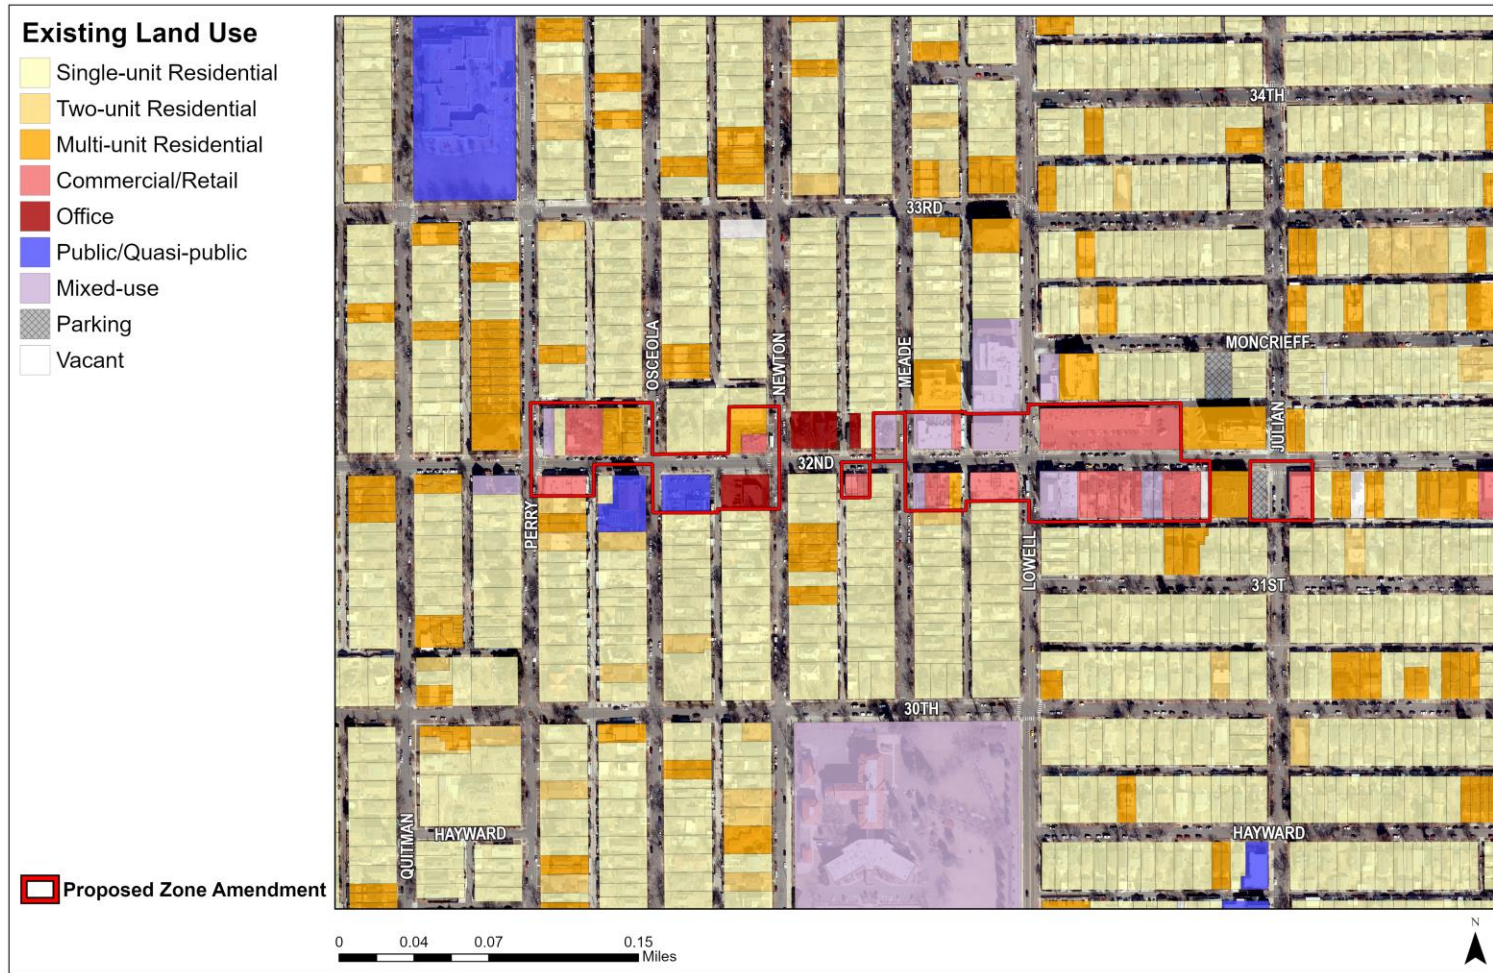 Existing Land Use
Single-unit Residential
Two-unit Residential
Multi-unit Residential
Commercial/Retail
Office
Public/Quasi-public
Mixed-use
Parking
Vacant
Proposed Zone Amendment
34TH
33RD
MONCRIEFF
OSCEOLA
NEWTON
MEADE
JULIAN
32ND
PERRY
LOWELL
31ST
30TH
QUITMAN
HAYWARD
HAYWARD
0 0.04 0.07 0.15
Miles
N